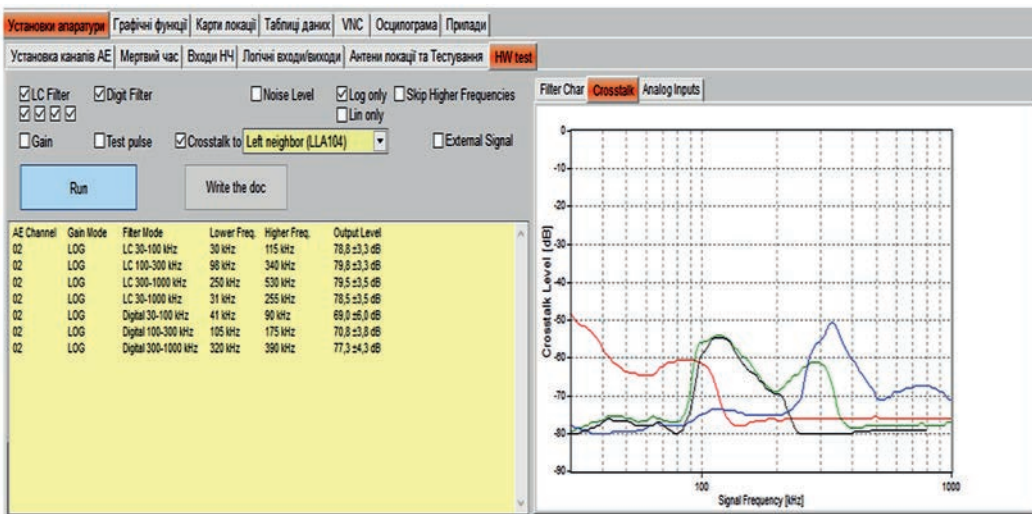 Установки апаратури Графічні функції Карти локації Таблиці даних VNC Осцилограма Прилади
Установка каналів АЕ Мертвий час Входи НЧ Логічні входи/виходи Антени локації та Тестування HW test
LC Filter Digit Filter Noise Level Log only Skip Higher Frequencies
Lin only
Gain Test pulse Crosstalk to Left neighbor (LLA104) External Signal
Run Write the doc
AE Channel Gain Mode Filter Mode Lower Freq. Higher Freq. Output Level
02 LOG LC 30-100 kHz 30 kHz 115 kHz 78,8 ±3,3 dB
02 LOG LC 100-300 kHz 98 kHz 340 kHz 79,8 ±3,3 dB
02 LOG LC 300-1000 kHz 250 kHz 530 kHz 79,5 ±3,5 dB
02 LOG LC 30-1000 kHz 31 kHz 255 kHz 78,5 ±3,5 dB
02 LOG Digital 30-100 kHz 41 kHz 90 kHz 69,0 ±6,0 dB
02 LOG Digital 100-300 kHz 105 kHz 175 kHz 70,8 ±3,8 dB
02 LOG Digital 300-1000 kHz 320 kHz 390 kHz 77,3 ±4,3 dB
Filter Char Crosstalk Analog Inputs
Crosstalk Level [dB]
0
-10
-20
-30
-40
-50
-60
-70
-80
-90
100 1000
Signal Frequency [kHz]